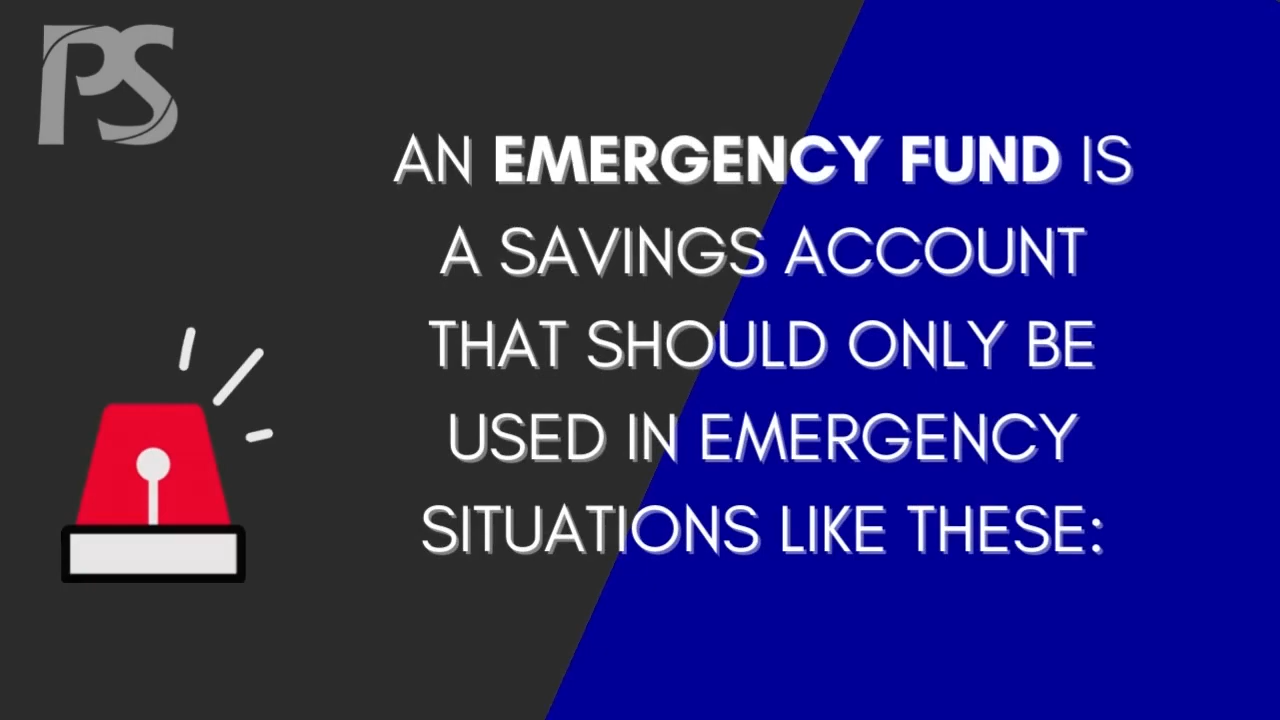 PS
AN EMERGENCY FUND IS
A SAVINGS ACCOUNT
THAT SHOULD ONLY BE
USED IN EMERGENCY
SITUATIONS LIKE THESE: